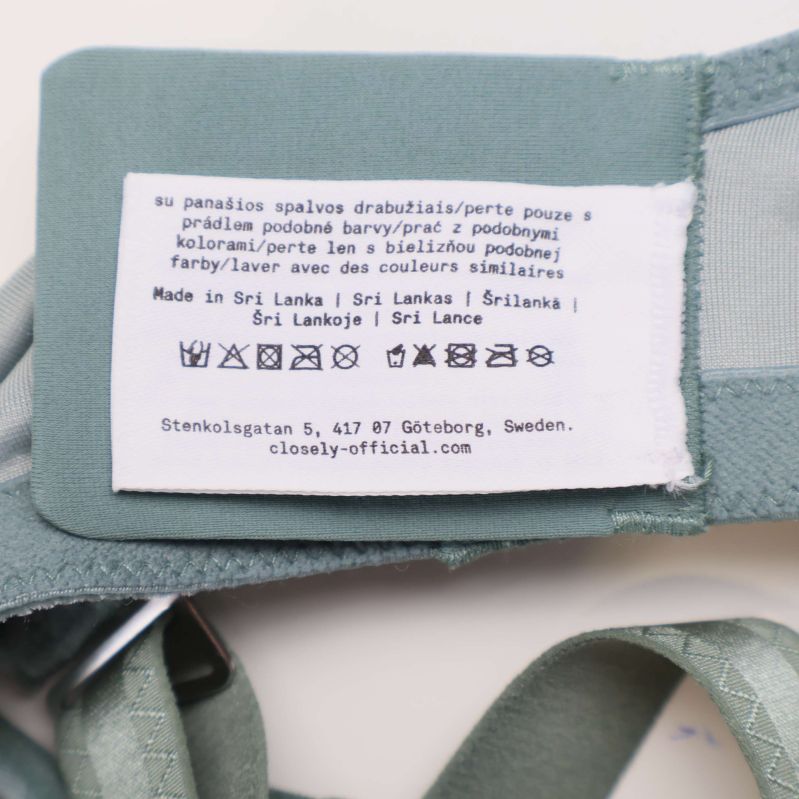 su panašios spalvos drabužiais/perte pouze s
prádlem podobné barvy/prać z podobnymi
kolorami/perte len s bielizňou podobnej
farby/laver avec des couleurs similaires
Made in Sri Lanka | Sri Lankas | Šrilankā |
Šri Lankoje | Sri Lance
Stenkolsgatan 5, 417 07 Göteborg, Sweden.
closely-official.com